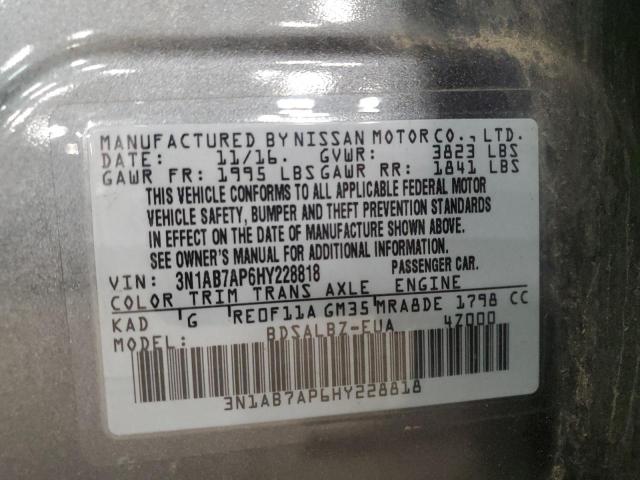 MANUFACTURED BY NISSAN MOTOR CO., LTD.
DATE: 11/16. GVWR: 3823 LBS
GAWR FR: 1995 LBS GAWR RR: 1841 LBS
THIS VEHICLE CONFORMS TO ALL APPLICABLE FEDERAL MOTOR
VEHICLE SAFETY, BUMPER AND THEFT PREVENTION STANDARDS
IN EFFECT ON THE DATE OF MANUFACTURE SHOWN ABOVE.
SEE OWNER'S MANUAL FOR ADDITIONAL INFORMATION.
VIN: 3N1AB7AP6HY228818 PASSENGER CAR.
COLOR TRIM TRANS AXLE ENGINE
KAD G RE0F11A GM35 MRA8DE 1798 CC
MODEL: BDSALBZ-EUA 4Z000
3N1AB7AP6HY228818